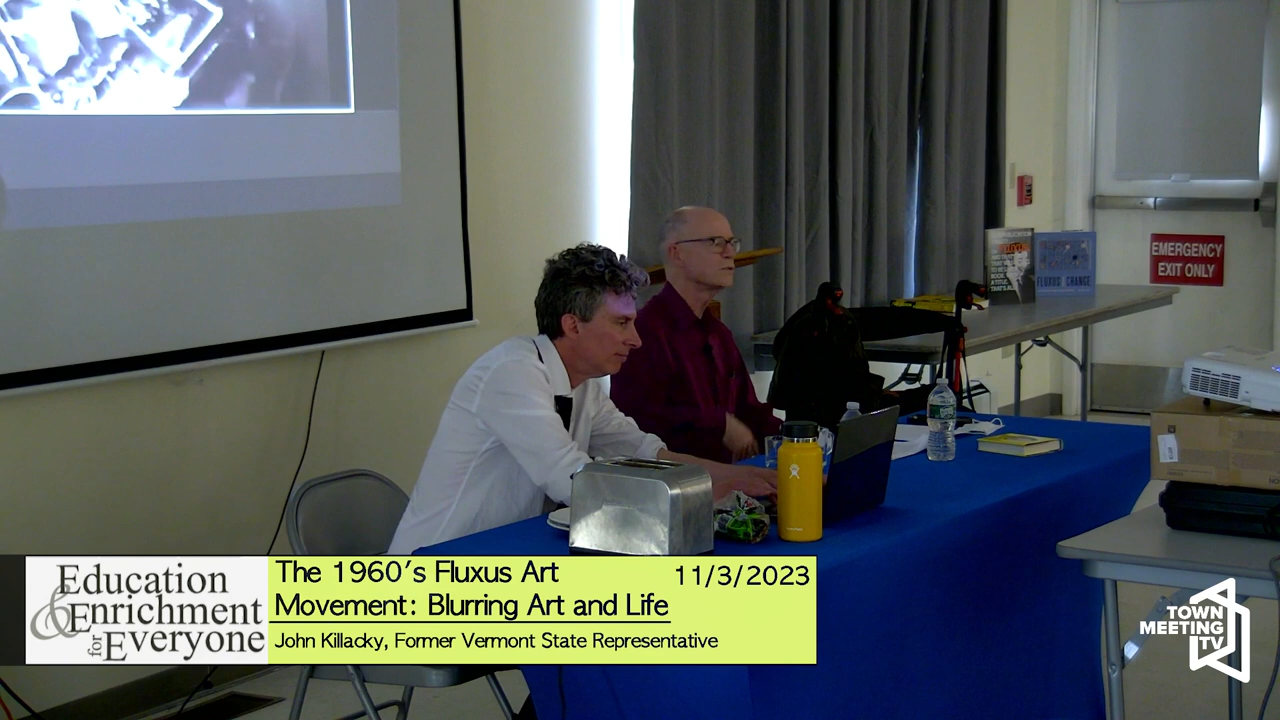 EMERGENCY
EXIT ONLY
FLUXUS
CHANGE
Education
& Enrichment
for Everyone
The 1960's Fluxus Art
Movement: Blurring Art and Life
11/3/2023
John Killacky, Former Vermont State Representative
TOWN
MEETING
TV